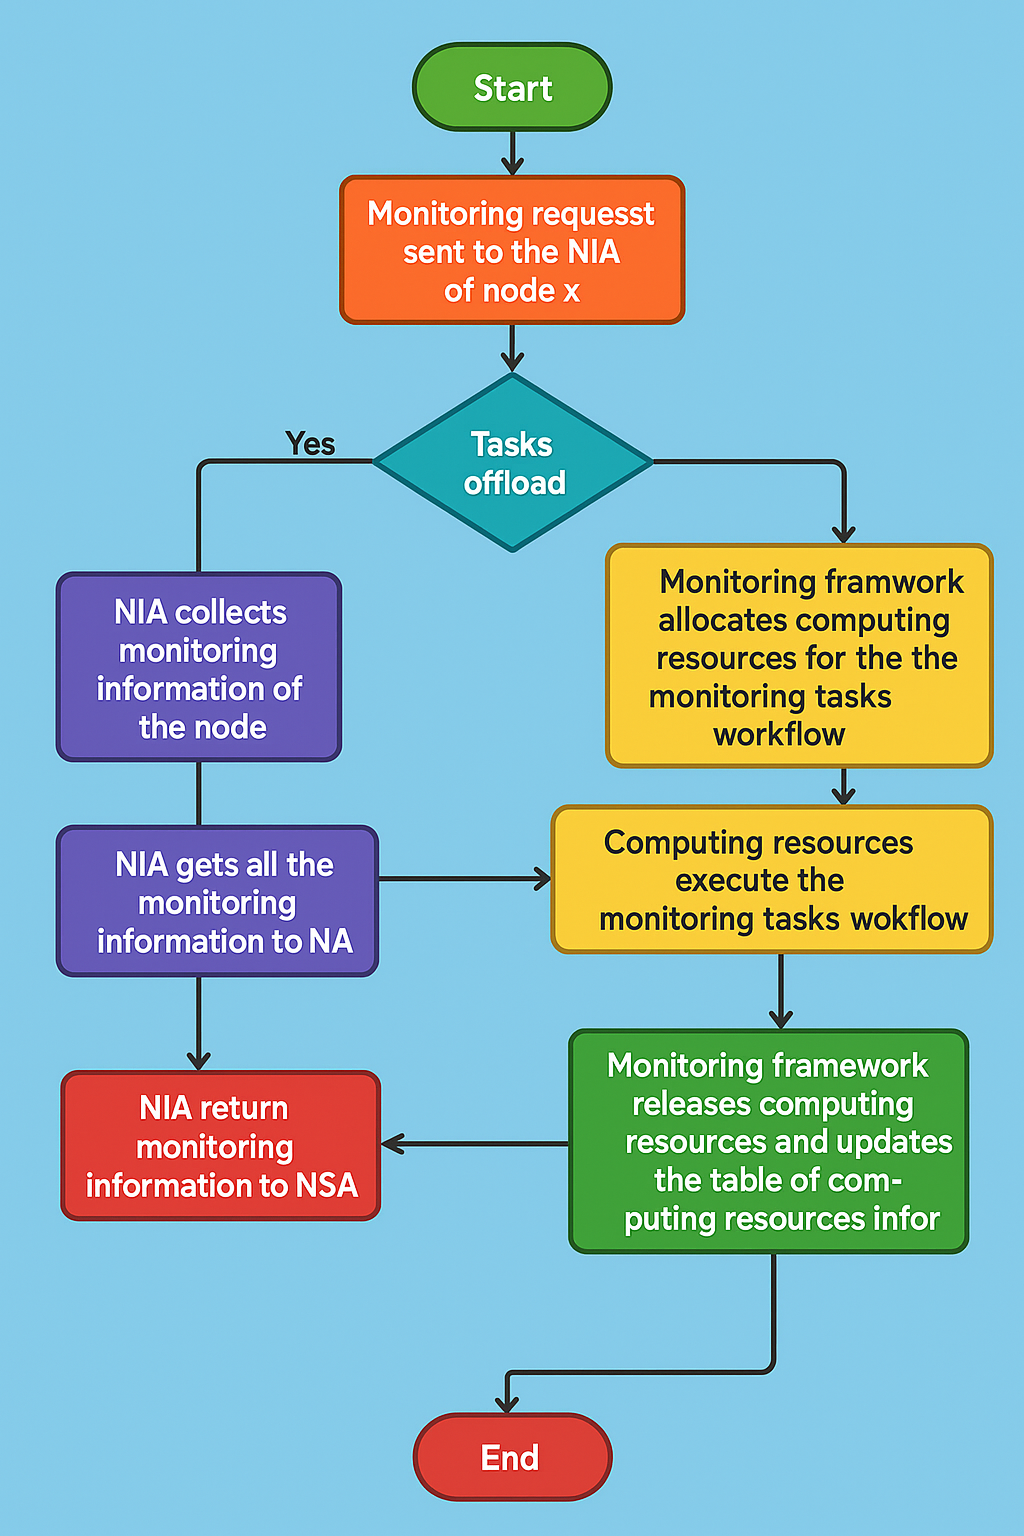 Start
Monitoring requesst
sent to the NIA
of node x
Tasks
offload
Yes
NIA collects
monitoring
information of
the node
Monitoring framwork
allocates computing
resources for the the
monitoring tasks
workflow
NIA gets all the
monitoring
information to NA
Computing resources
execute the
monitoring tasks wokflow
NIA return
monitoring
information to NSA
Monitoring framework
releases computing
resources and updates
the table of com-
puting resources infor
End